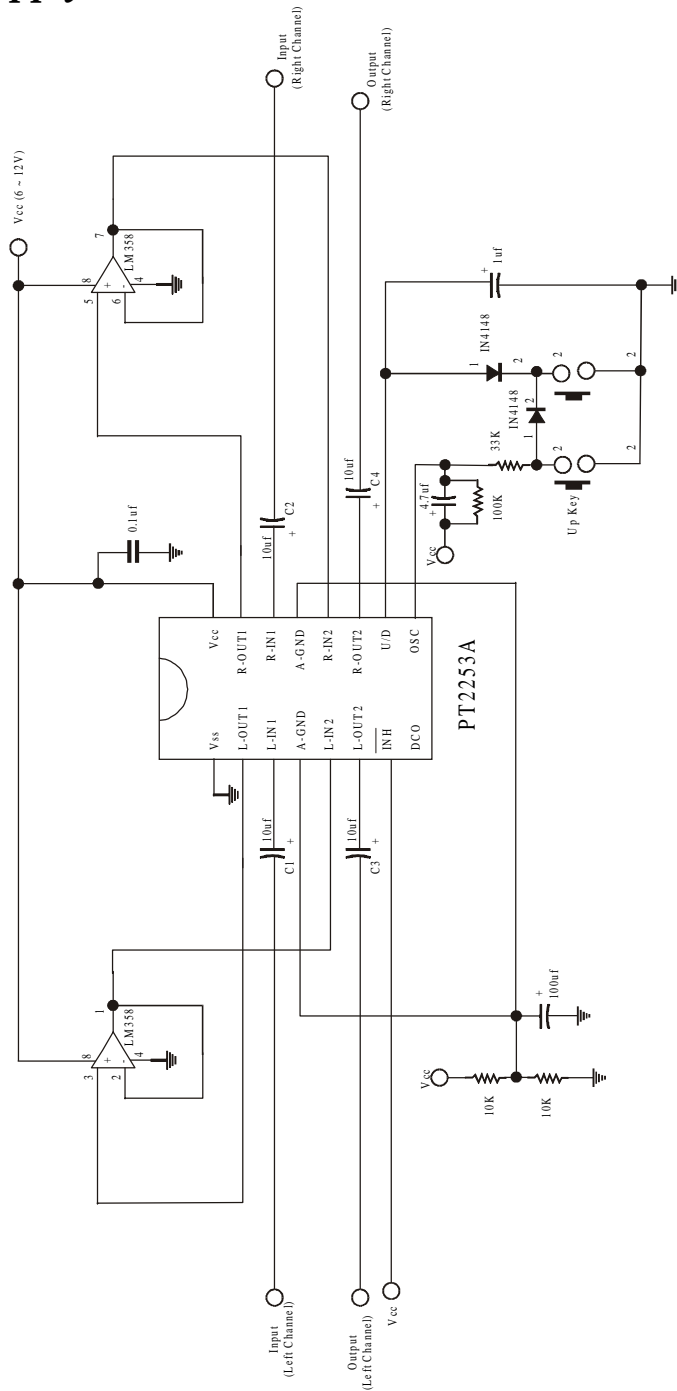 pply
Vcc (6 ~ 12V)
0.1uf
8
3
+
2
-
1
LM358
4
8
5
+
6
-
7
LM358
4
Input
(Left Channel)
Output
(Left Channel)
Vcc
10uf
C1
+
10uf
C3
+
Vss
L-OUT1
L-IN1
A-GND
L-IN2
L-OUT2
INH
DCO
Vcc
R-OUT1
R-IN1
A-GND
R-IN2
R-OUT2
U/D
OSC
PT2253A
10uf
C2
+
10uf
C4
+
Input
(Right Channel)
Output
(Right Channel)
Vcc
4.7uf
+
100K
33K
1
2
IN4148
1
2
IN4148
+
1uf
2
2
2
2
Up Key
Vcc
10K
10K
+
100uf